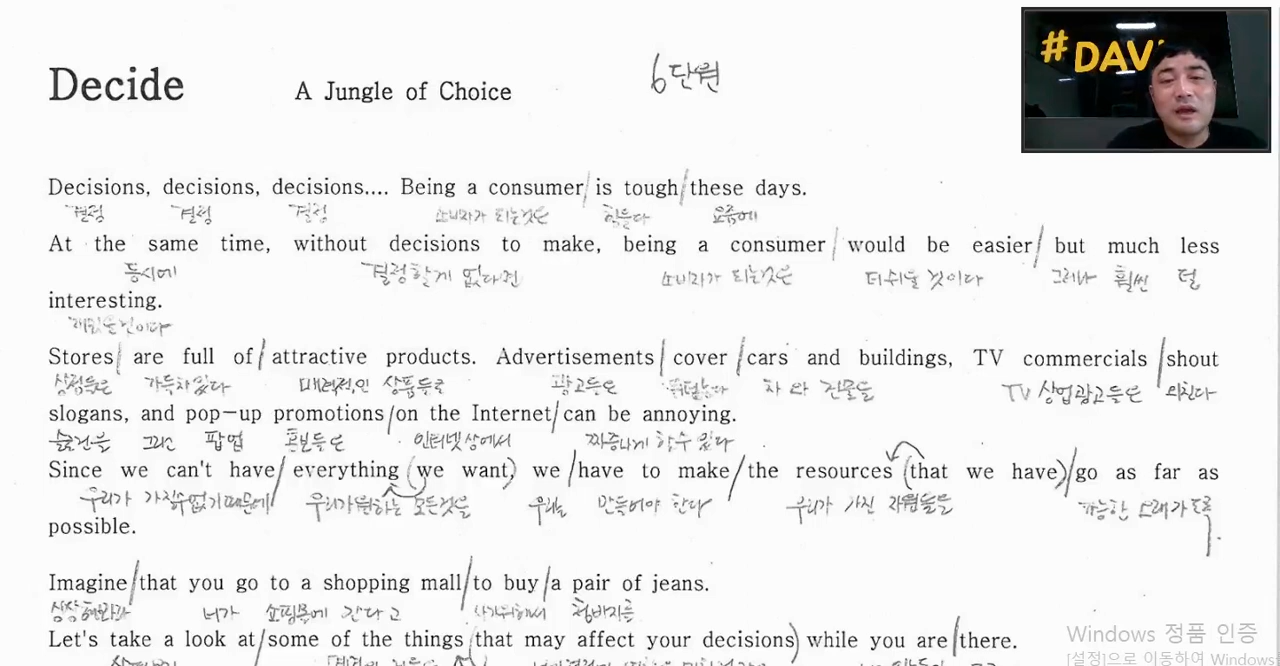 #DAV
Decide A Jungle of Choice 6단원
Decisions, decisions, decisions.... Being a consumer/ is tough/these days.
결정 결정 결정 소비자가 되는것은 힘들다 요즘에
At the same time, without decisions to make, being a consumer/ would be easier/ but much less
동시에 결정할게 없다면 소비자가 되는것은 더쉬울 것이다 그러나 훨씬 덜
interesting.
재밌을것이다
Stores/ are full of/ attractive products. Advertisements/ cover /cars and buildings, TV commercials /shout
상점들은 가득차있다 매력적인 상품들로 광고들은 뒤덮는다 차 와 건물들 TV 상업광고들은 외친다
slogans, and pop-up promotions/on the Internet/can be annoying.
슬로건을 그리고 팝업 홍보들은 인터넷상에서 짜증나게 할수 있다
Since we can't have/ everything (we want) we /have to make/ the resources (that we have)/go as far as
우리가 가질수없기때문에 우리가원하는 모든것을 우리는 만들어야 한다 우리가 가진 자원들을 가능한 오래가도록
possible.
Imagine/that you go to a shopping mall/to buy/a pair of jeans.
상상해봐라 너가 쇼핑몰에 간다고 사기위해서 청바지를
Let's take a look at/some of the things (that may affect your decisions) while you are/there.
Windows 정품 인증
[설정]으로 이동하여 Windows